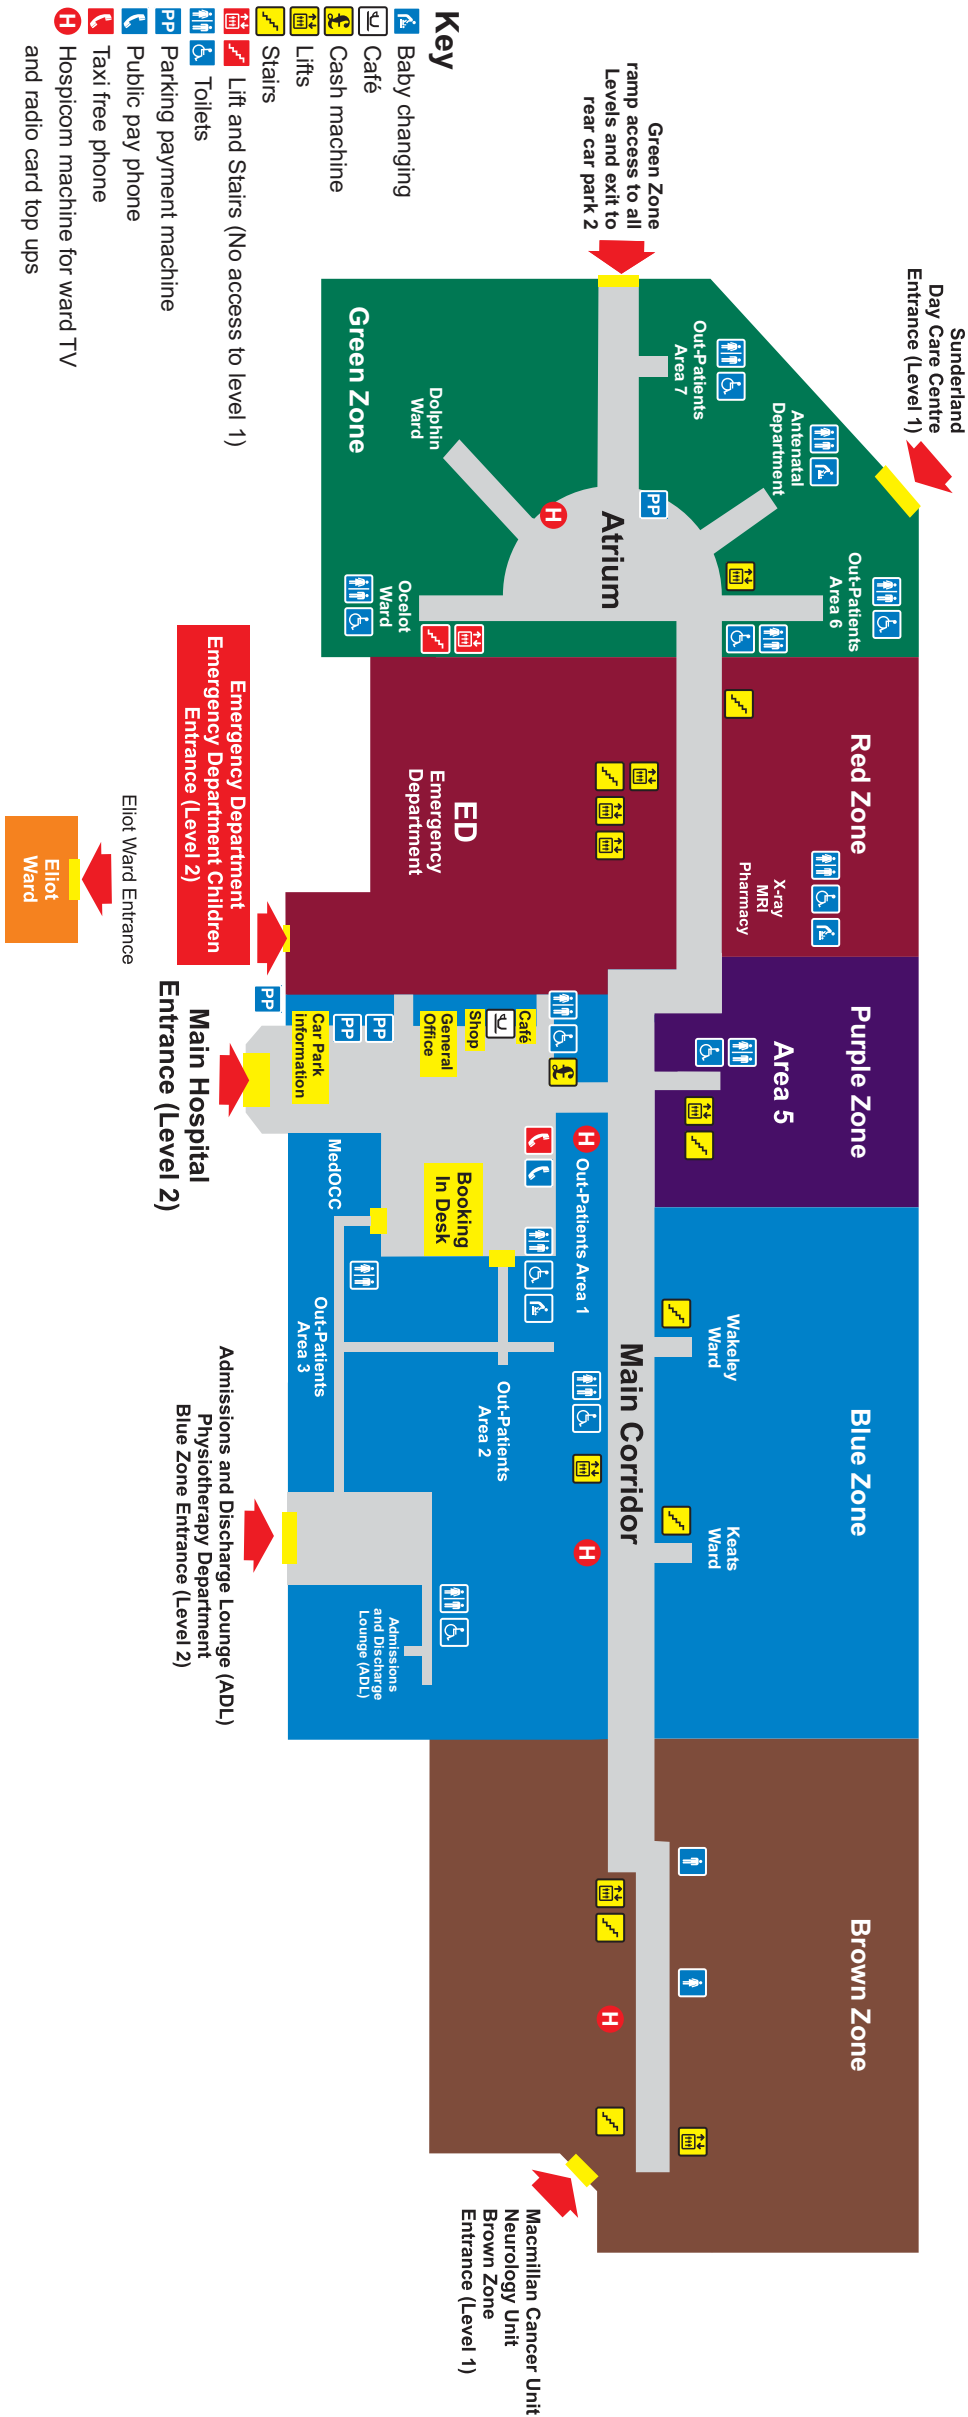 Sunderland
Day Care Centre
Entrance (Level 1)
Green Zone
ramp access to all
Levels and exit to
rear car park 2
Out-Patients
Area 7
Antenatal
Department
Out-Patients
Area 6
PP
Atrium
H
Dolphin
Ward
Ocelot
Ward
Green Zone
Red Zone
X-ray
MRI
Pharmacy
ED
Emergency
Department
Purple Zone
Area 5
Blue Zone
Wakeley
Ward
Keats
Ward
Brown Zone
Main Corridor
H
Out-Patients Area 1
H
H
£
Café
Shop
General
Office
PP
PP
Car Park
information
PP
Booking
In Desk
MedOCC
Out-Patients
Area 2
Out-Patients
Area 3
Admissions
and Discharge
Lounge (ADL)
Emergency Department
Emergency Department Children
Entrance (Level 2)
Main Hospital
Entrance (Level 2)
Admissions and Discharge Lounge (ADL)
Physiotherapy Department
Blue Zone Entrance (Level 2)
Macmillan Cancer Unit
Neurology Unit
Brown Zone
Entrance (Level 1)
Eliot Ward Entrance
Eliot
Ward
Key
Baby changing
Café
£ Cash machine
Lifts
Stairs
Lift and Stairs (No access to level 1)
Toilets
PP Parking payment machine
Public pay phone
Taxi free phone
H Hospicom machine for ward TV
and radio card top ups